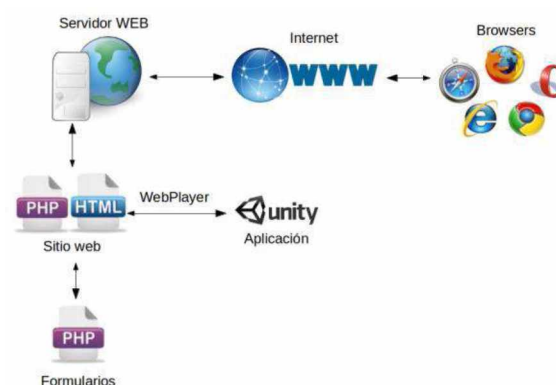 Servidor WEB
Internet
Browsers
WWW
PHP
HTML
WebPlayer
unity
Sitio web
Aplicación
PHP
Formularios